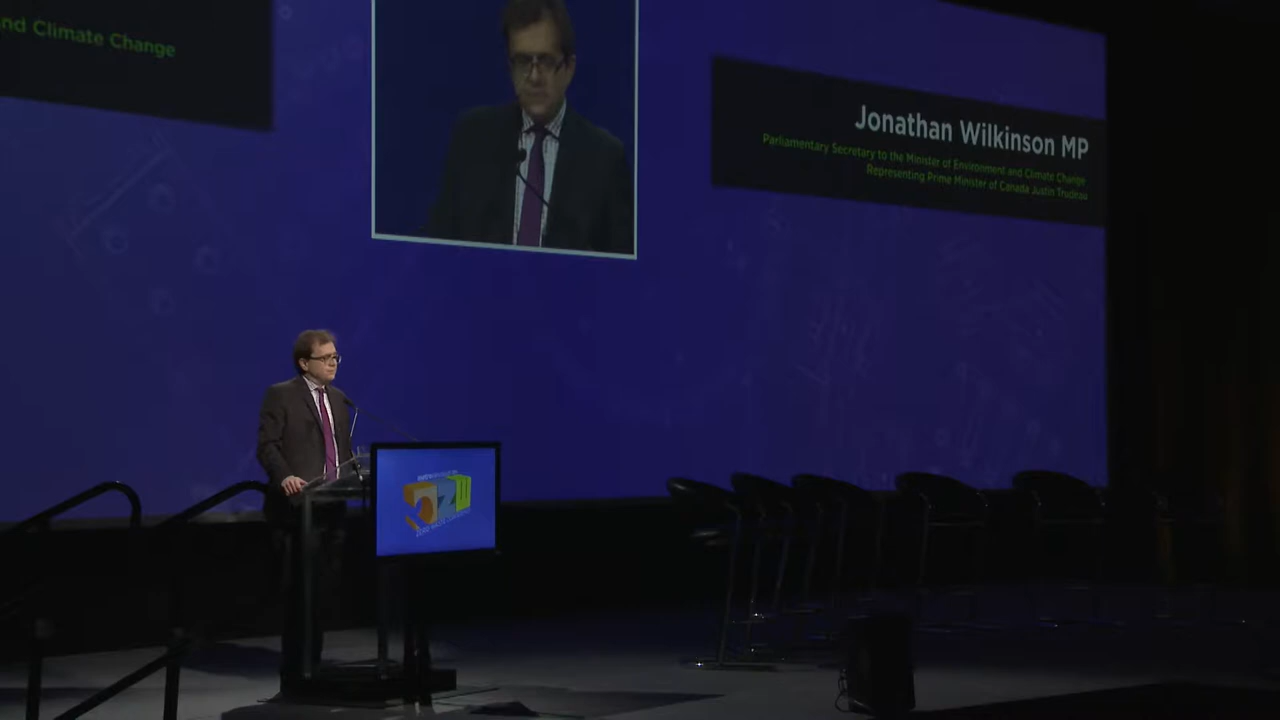 nd Climate Change
Jonathan Wilkinson MP
Parliamentary Secretary to the Minister of Environment and Climate Change
Representing Prime Minister of Canada Justin Trudeau